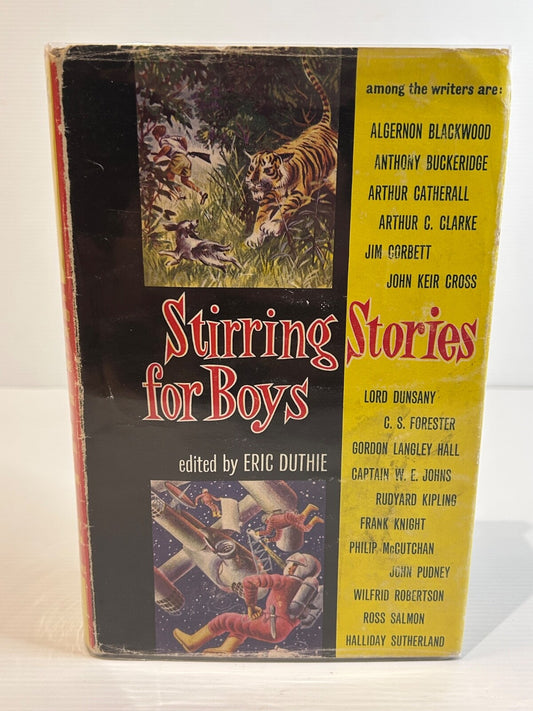 among the writers are:
ALGERNON BLACKWOOD
ANTHONY BUCKERIDGE
ARTHUR CATHERALL
ARTHUR C. CLARKE
JIM CORBETT
JOHN KEIR CROSS
Stirring Stories
for Boys
edited by ERIC DUTHIE
LORD DUNSANY
C. S. FORESTER
GORDON LANGLEY HALL
CAPTAIN W. E. JOHNS
RUDYARD KIPLING
FRANK KNIGHT
PHILIP McCUTCHAN
JOHN PUDNEY
WILFRID ROBERTSON
ROSS SALMON
HALLIDAY SUTHERLAND